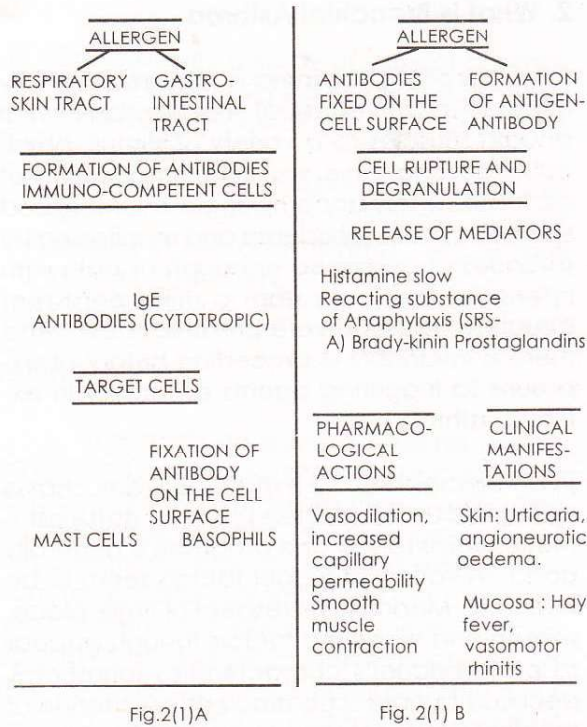 ALLERGEN
RESPIRATORY
SKIN TRACT
GASTRO-
INTESTINAL
TRACT
FORMATION OF ANTIBODIES
IMMUNO-COMPETENT CELLS
IgE
ANTIBODIES (CYTOTROPIC)
TARGET CELLS
FIXATION OF
ANTIBODY
ON THE CELL
SURFACE
MAST CELLS BASOPHILS
Fig.2(1)A
ALLERGEN
ANTIBODIES
FIXED ON THE
CELL SURFACE
FORMATION
OF ANTIGEN-
ANTIBODY
CELL RUPTURE AND
DEGRANULATION
RELEASE OF MEDIATORS
Histamine slow
Reacting substance
of Anaphylaxis (SRS-
A) Brady-kinin Prostaglandins
PHARMACO-
LOGICAL
ACTIONS
Vasodilation,
increased
capillary
permeability
Smooth
muscle
contraction
CLINICAL
MANIFES-
TATIONS
Skin: Urticaria,
angioneurotic
oedema.
Mucosa : Hay
fever,
vasomotor
rhinitis
Fig. 2(1) B